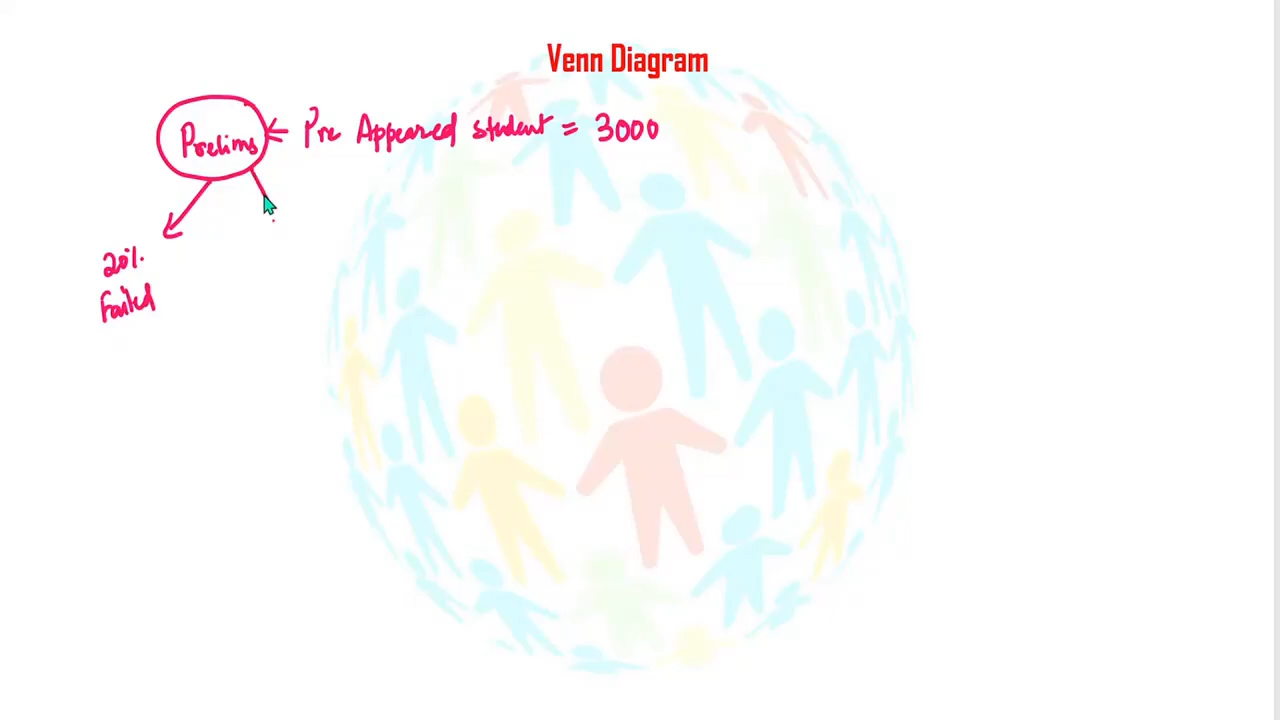 Venn Diagram
Prelims ← Pre Appeared student = 3000
20%
Failed